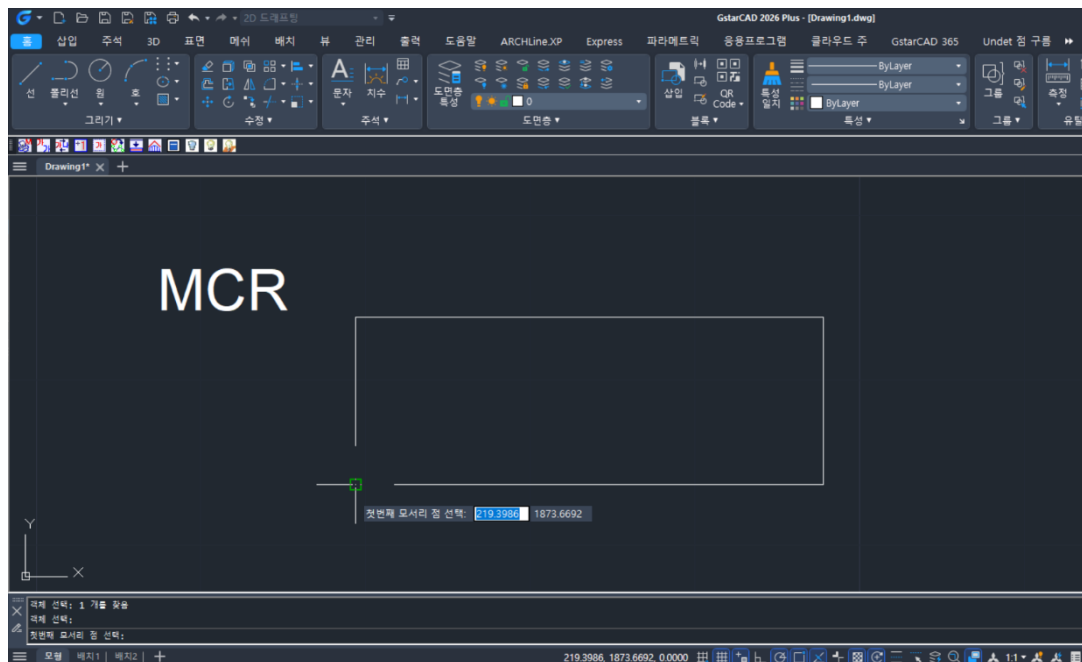 2D 드래프팅
GstarCAD 2026 Plus - [Drawing1.dwg]
홈 삽입 주석 3D 표면 메쉬 배치 뷰 관리 출력 도움말 ARCHLine.XP Express 파라메트릭 응용프로그램 클라우드 주 GstarCAD 365 Undet 점 구름
선 폴리선 원 호
그리기
수정
문자 치수
주석
도면층 특성
0
도면층
삽입
QR Code
블록
특성 일치
ByLayer
ByLayer
ByLayer
특성
그룹
그룹
측정
유틸
Drawing1*
MCR
첫번째 모서리 점 선택: 219.3986 1873.6692
Y
X
객체 선택: 1 개를 찾음
객체 선택:
첫번째 모서리 점 선택:
모형 배치1 배치2
219.3986, 1873.6692, 0.0000
1:1